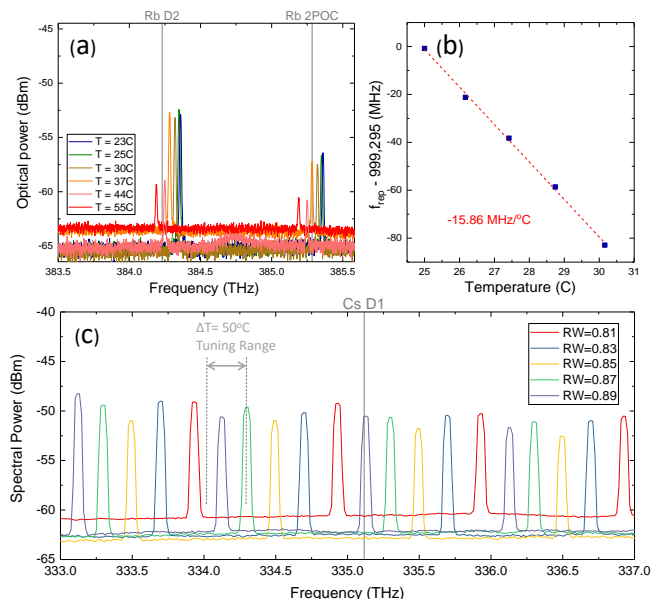 Rb D2
Rb 2POC
-45
-50
-55
-60
-65
Optical power (dBm)
(a)
T = 23C
T = 25C
T = 30C
T = 37C
T = 44C
T = 55C
383.5
384.0
384.5
385.0
385.5
Frequency (THz)
(b)
0
-20
-40
-60
-80
f_rep - 999,295 (MHz)
-15.86 MHz/ºC
24
25
26
27
28
29
30
31
Temperature (C)
Cs D1
-40
-45
-50
-55
-60
-65
Spectral Power (dBm)
(c)
ΔT= 50ºC
Tuning Range
RW=0.81
RW=0.83
RW=0.85
RW=0.87
RW=0.89
333.0
333.5
334.0
334.5
335.0
335.5
336.0
336.5
337.0
Frequency (THz)